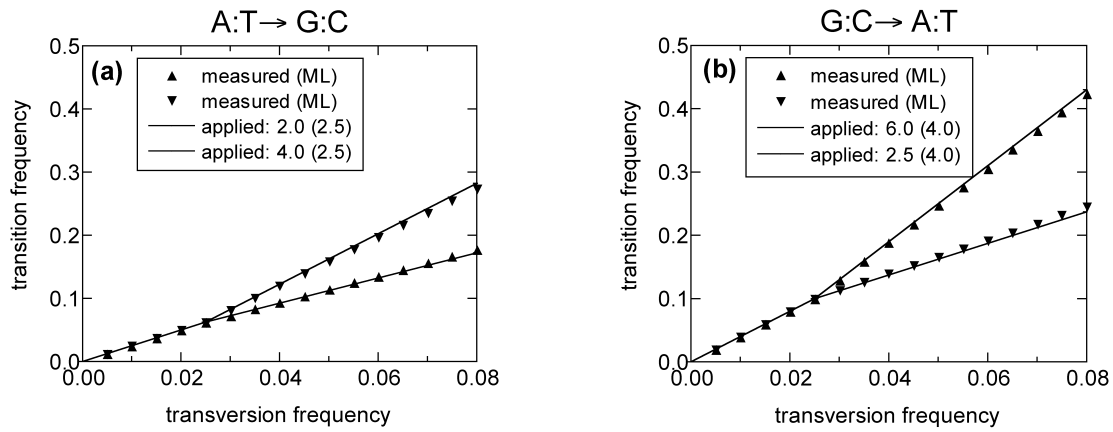 A:T→ G:C
(a)
measured (ML)
measured (ML)
applied: 2.0 (2.5)
applied: 4.0 (2.5)
0.5
0.4
0.3
0.2
0.1
0.0
transition frequency
0.00 0.02 0.04 0.06 0.08
transversion frequency
G:C→ A:T
(b)
measured (ML)
measured (ML)
applied: 6.0 (4.0)
applied: 2.5 (4.0)
0.5
0.4
0.3
0.2
0.1
0.0
transition frequency
0.00 0.02 0.04 0.06 0.08
transversion frequency